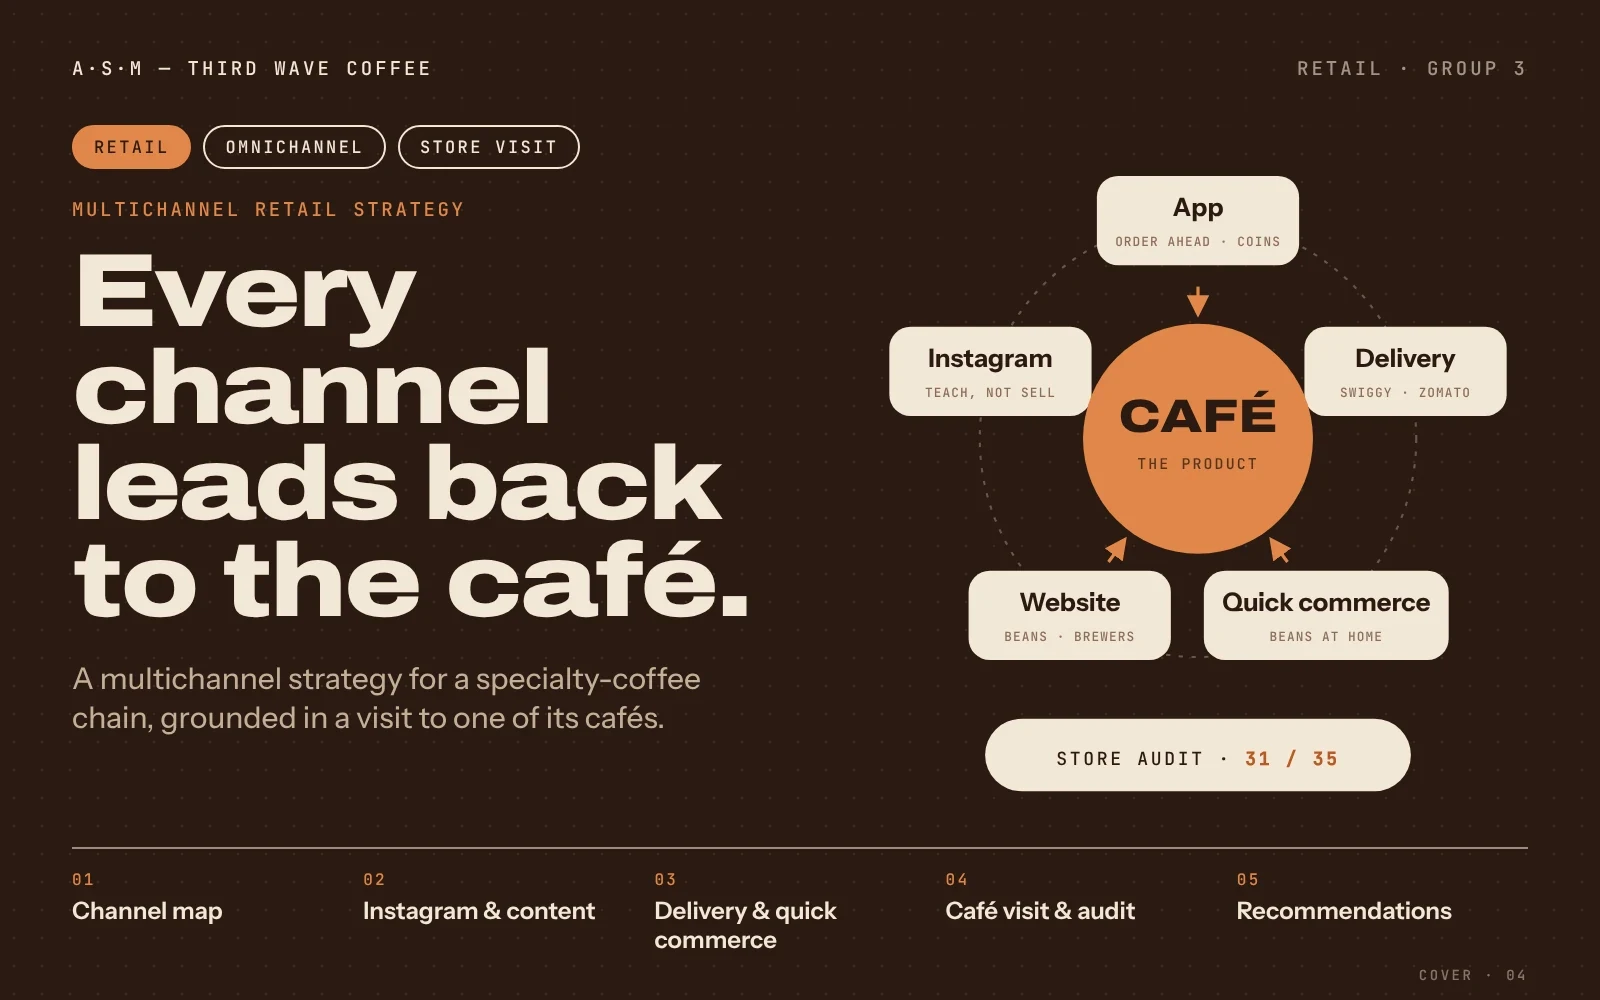 A·S·M — THIRD WAVE COFFEE
RETAIL · GROUP 3
RETAIL
OMNICHANNEL
STORE VISIT
MULTICHANNEL RETAIL STRATEGY
Every
channel
leads back
to the café.
A multichannel strategy for a specialty-coffee
chain, grounded in a visit to one of its cafés.
App
ORDER AHEAD · COINS
Instagram
TEACH, NOT SELL
Delivery
SWIGGY · ZOMATO
CAFÉ
THE PRODUCT
Website
BEANS · BREWERS
Quick commerce
BEANS AT HOME
STORE AUDIT · 31 / 35
01
Channel map
02
Instagram & content
03
Delivery & quick
commerce
04
Café visit & audit
05
Recommendations
COVER · 04